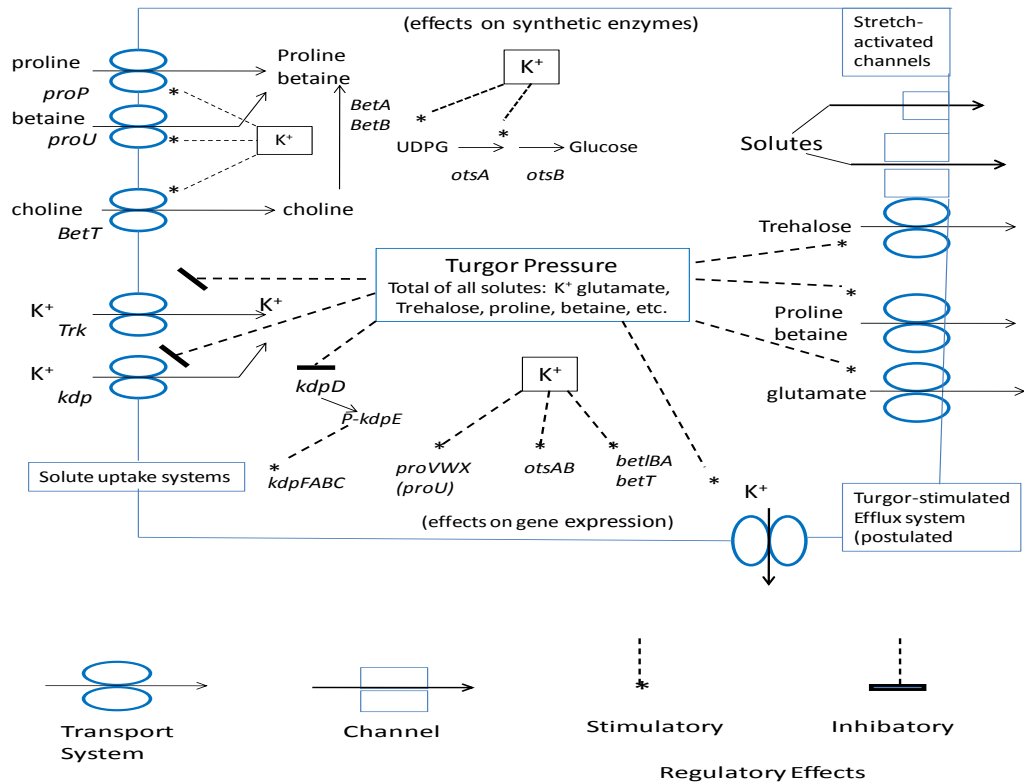 (effects on synthetic enzymes)
Stretch-
activated
channels
proline
proP
betaine
proU
choline
BetT
Proline
betaine
BetA
BetB
K⁺
choline
K⁺
UDPG
Glucose
otsA
otsB
Solutes
Trehalose
Proline
betaine
glutamate
Turgor Pressure
Total of all solutes: K⁺ glutamate,
Trehalose, proline, betaine, etc.
K⁺
Trk
K⁺
K⁺
kdp
kdpD
P-kdpE
kdpFABC
K⁺
proVWX
(proU)
otsAB
betIBA
betT
Solute uptake systems
(effects on gene expression)
K⁺
Turgor-stimulated
Efflux system
(postulated
Transport
System
Channel
Stimulatory
Inhibatory
Regulatory Effects